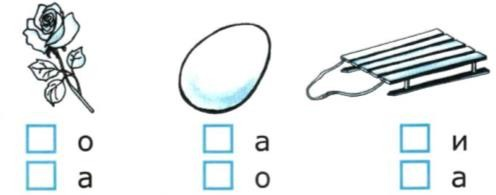 о а и
а о а